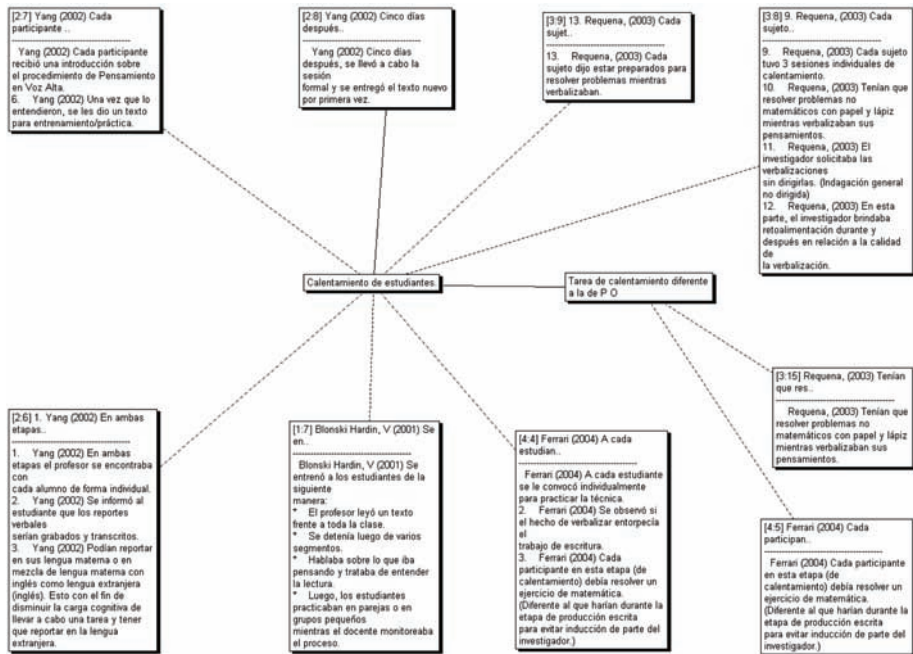 [2:7] Yang (2002) Cada
participante ..
Yang (2002) Cada participante
recibió una introducción sobre
el procedimiento de Pensamiento
en Voz Alta.
6. Yang (2002) Una vez que lo
entendieron, se les dio un texto
para entrenamiento/práctica.
[2:8] Yang (2002) Cinco días
después..
Yang (2002) Cinco días
después, se llevó a cabo la
sesión
formal y se entregó el texto nuevo
por primera vez.
[3:9] 13. Requena, (2003) Cada
sujet..
13. Requena, (2003) Cada
sujeto dijo estar preparados para
resolver problemas mientras
verbalizaban.
[3:8] 9. Requena, (2003) Cada
sujeto..
9. Requena, (2003) Cada sujeto
tuvo 3 sesiones individuales de
calentamiento.
10. Requena, (2003) Tenían que
resolver problemas no
matemáticos con papel y lápiz
mientras verbalizaban sus
pensamientos.
11. Requena, (2003) El
investigador solicitaba las
verbalizaciones
sin dirigirlas. (Indagación general
no dirigida)
12. Requena, (2003) En esta
parte, el investigador brindaba
retoalimentación durante y
después en relación a la calidad
de
la verbalización.
Calentamiento de estudiantes.
Tarea de calentamiento diferente
a la de P O
[3:15] Requena, (2003) Tenían
que res..
Requena, (2003) Tenían que
resolver problemas no
matemáticos con papel y lápiz
mientras verbalizaban sus
pensamientos.
[2:6] 1. Yang (2002) En ambas
etapas..
1. Yang (2002) En ambas
etapas el profesor se encontraba
con
cada alumno de forma individual.
2. Yang (2002) Se informó al
estudiante que los reportes
verbales
serían grabados y transcritos.
3. Yang (2002) Podían reportar
en sus lengua materna o en
mezcla de lengua materna con
inglés como lengua extranjera
(inglés). Esto con el fin de
disminuir la carga cognitiva de
llevar a cabo una tarea y tener
que reportar en la lengua
extranjera.
[1:7] Blonski Hardin, V (2001) Se
en..
Blonski Hardin, V (2001) Se
entrenó a los estudiantes de la
siguiente
manera:
* El profesor leyó un texto
frente a toda la clase.
* Se detenía luego de varios
segmentos.
* Hablaba sobre lo que iba
pensando y trataba de entender
la lectura.
* Luego, los estudiantes
practicaban en parejas o en
grupos pequeños
mientras el docente monitoreaba
el proceso.
[4:4] Ferrari (2004) A cada
estudian..
Ferrari (2004) A cada estudiante
se le convocó individualmente
para practicar la técnica.
2. Ferrari (2004) Se observó si
el hecho de verbalizar entorpecía
el
trabajo de escritura.
3. Ferrari (2004) Cada
participante en esta etapa (de
calentamiento) debía resolver un
ejercicio de matemática.
(Diferente al que harían durante la
etapa de producción escrita
para evitar inducción de parte del
investigador.)
[4:5] Ferrari (2004) Cada
participan..
Ferrari (2004) Cada participante
en esta etapa (de
calentamiento) debía resolver un
ejercicio de matemática.
(Diferente al que harían durante la
etapa de producción escrita
para evitar inducción de parte del
investigador.)